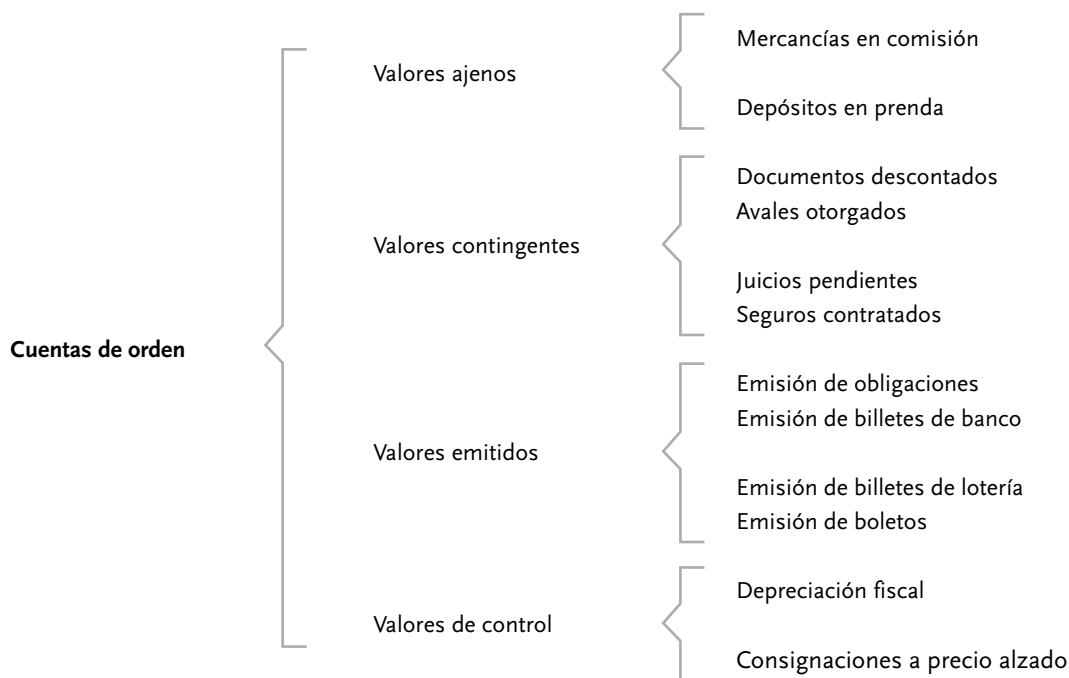 Cuentas de orden
Valores ajenos
Mercancías en comisión
Depósitos en prenda
Valores contingentes
Documentos descontados
Avales otorgados
Juicios pendientes
Seguros contratados
Valores emitidos
Emisión de obligaciones
Emisión de billetes de banco
Emisión de billetes de lotería
Emisión de boletos
Valores de control
Depreciación fiscal
Consignaciones a precio alzado